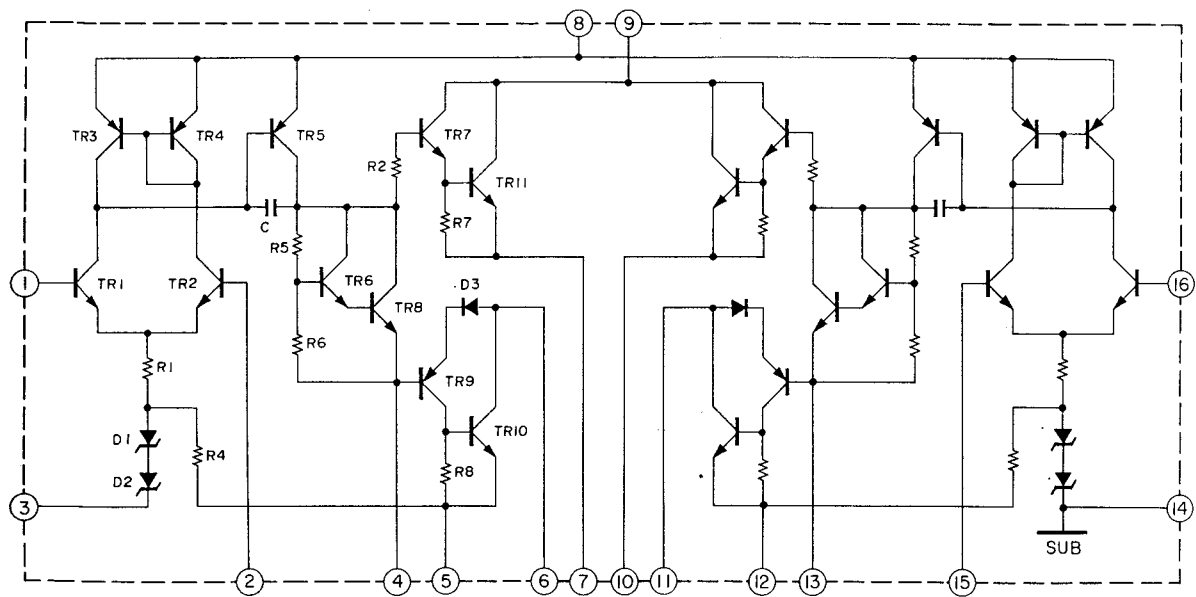 8 9
TR3 TR4 TR5 TR7
R2
TR11
C R7
R5
1 TR1 TR2 TR6 D3 16
TR8
R6
R1 TR9
D1 R4 TR10
D2 R8
3 14
SUB
2 4 5 6 7 10 11 12 13 15